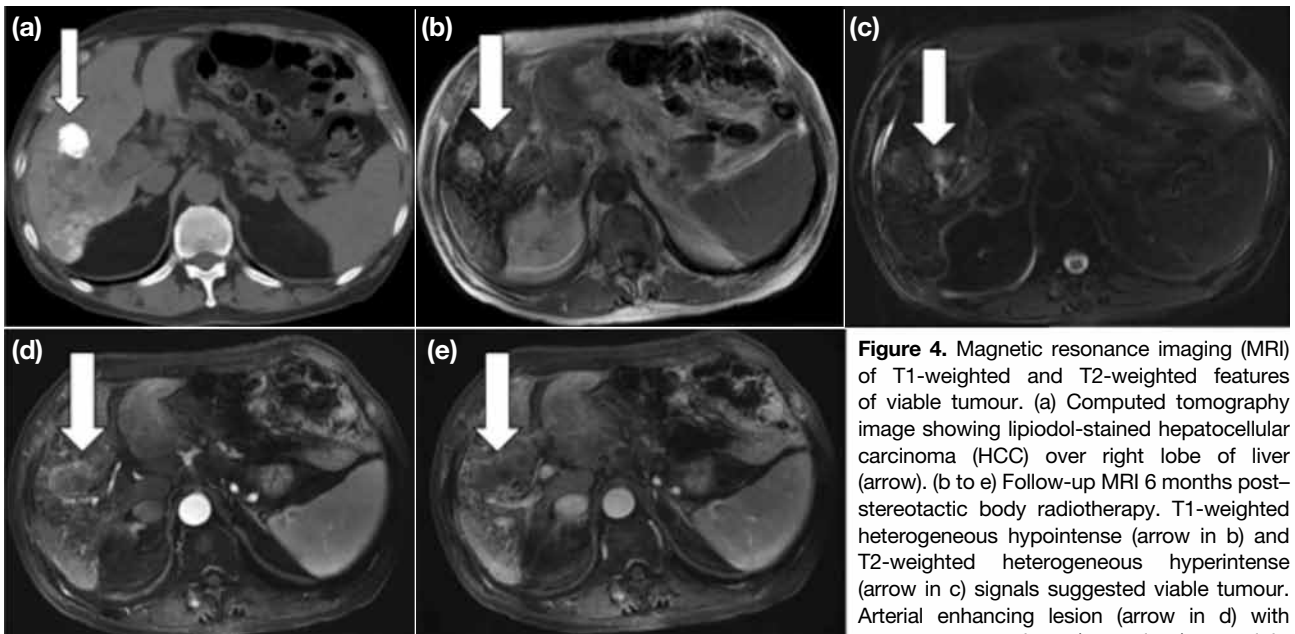 (a)
(b)
(c)
(d)
(e)
Figure 4. Magnetic resonance imaging (MRI)
of T1-weighted and T2-weighted features
of viable tumour. (a) Computed tomography
image showing lipiodol-stained hepatocellular
carcinoma (HCC) over right lobe of liver
(arrow). (b to e) Follow-up MRI 6 months post–
stereotactic body radiotherapy. T1-weighted
heterogeneous hypointense (arrow in b) and
T2-weighted heterogeneous hyperintense
(arrow in c) signals suggested viable tumour.
Arterial enhancing lesion (arrow in d) with